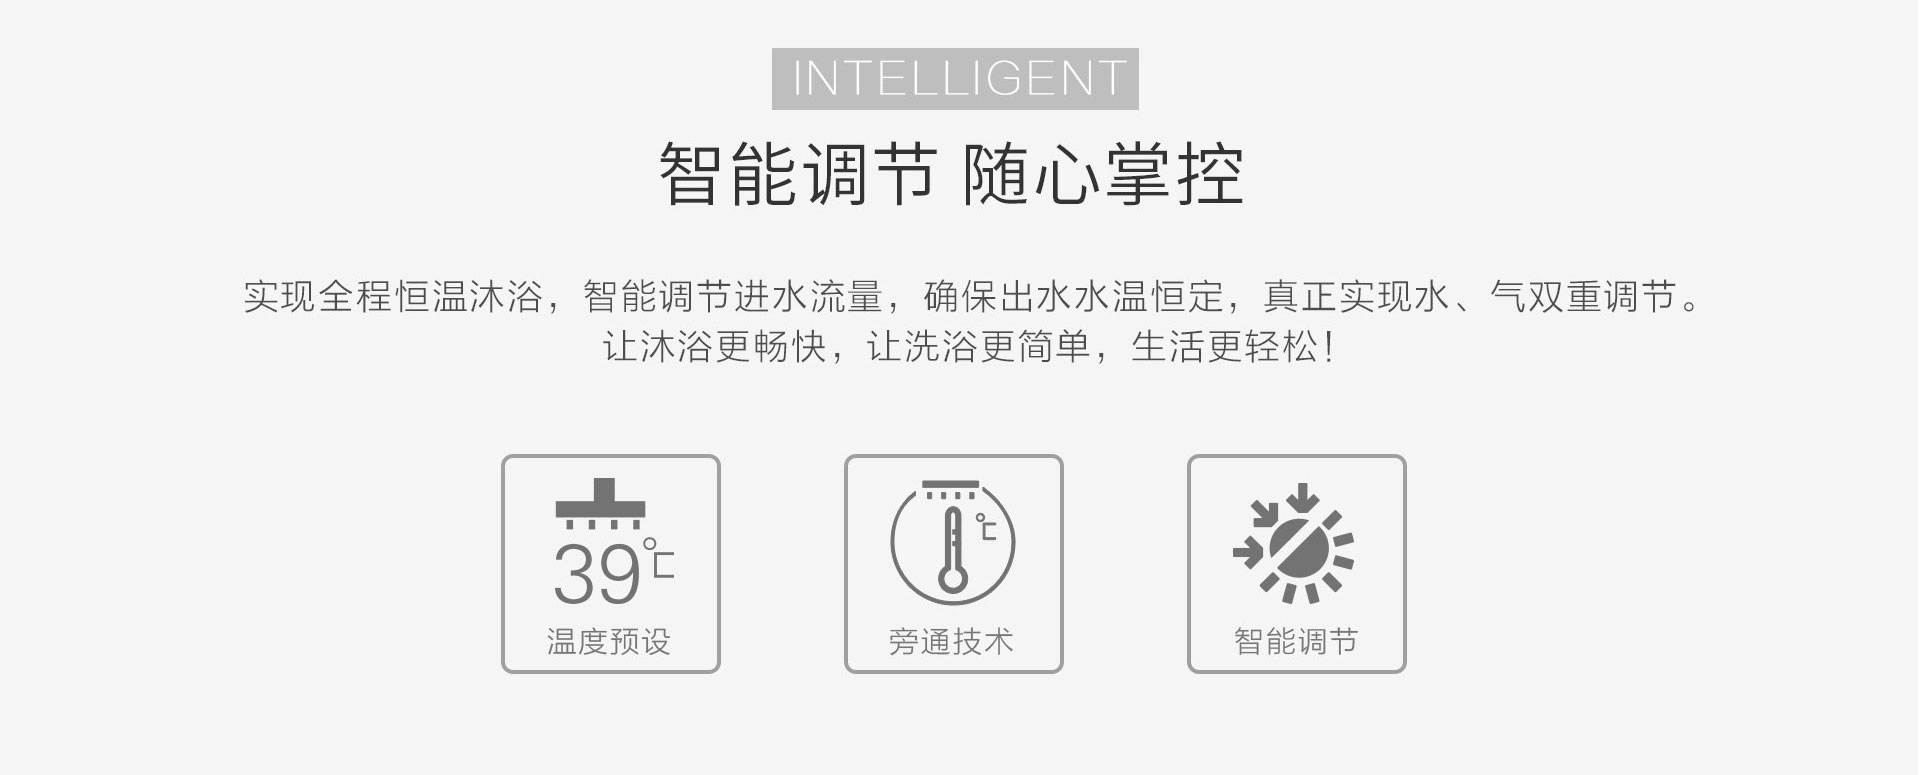 INTELLIGENT
智能调节 随心掌控
实现全程恒温沐浴，智能调节进水流量，确保出水水温恒定，真正实现水、气双重调节。
让沐浴更畅快，让洗浴更简单，生活更轻松！
39℃
℃
温度预设
旁通技术
智能调节